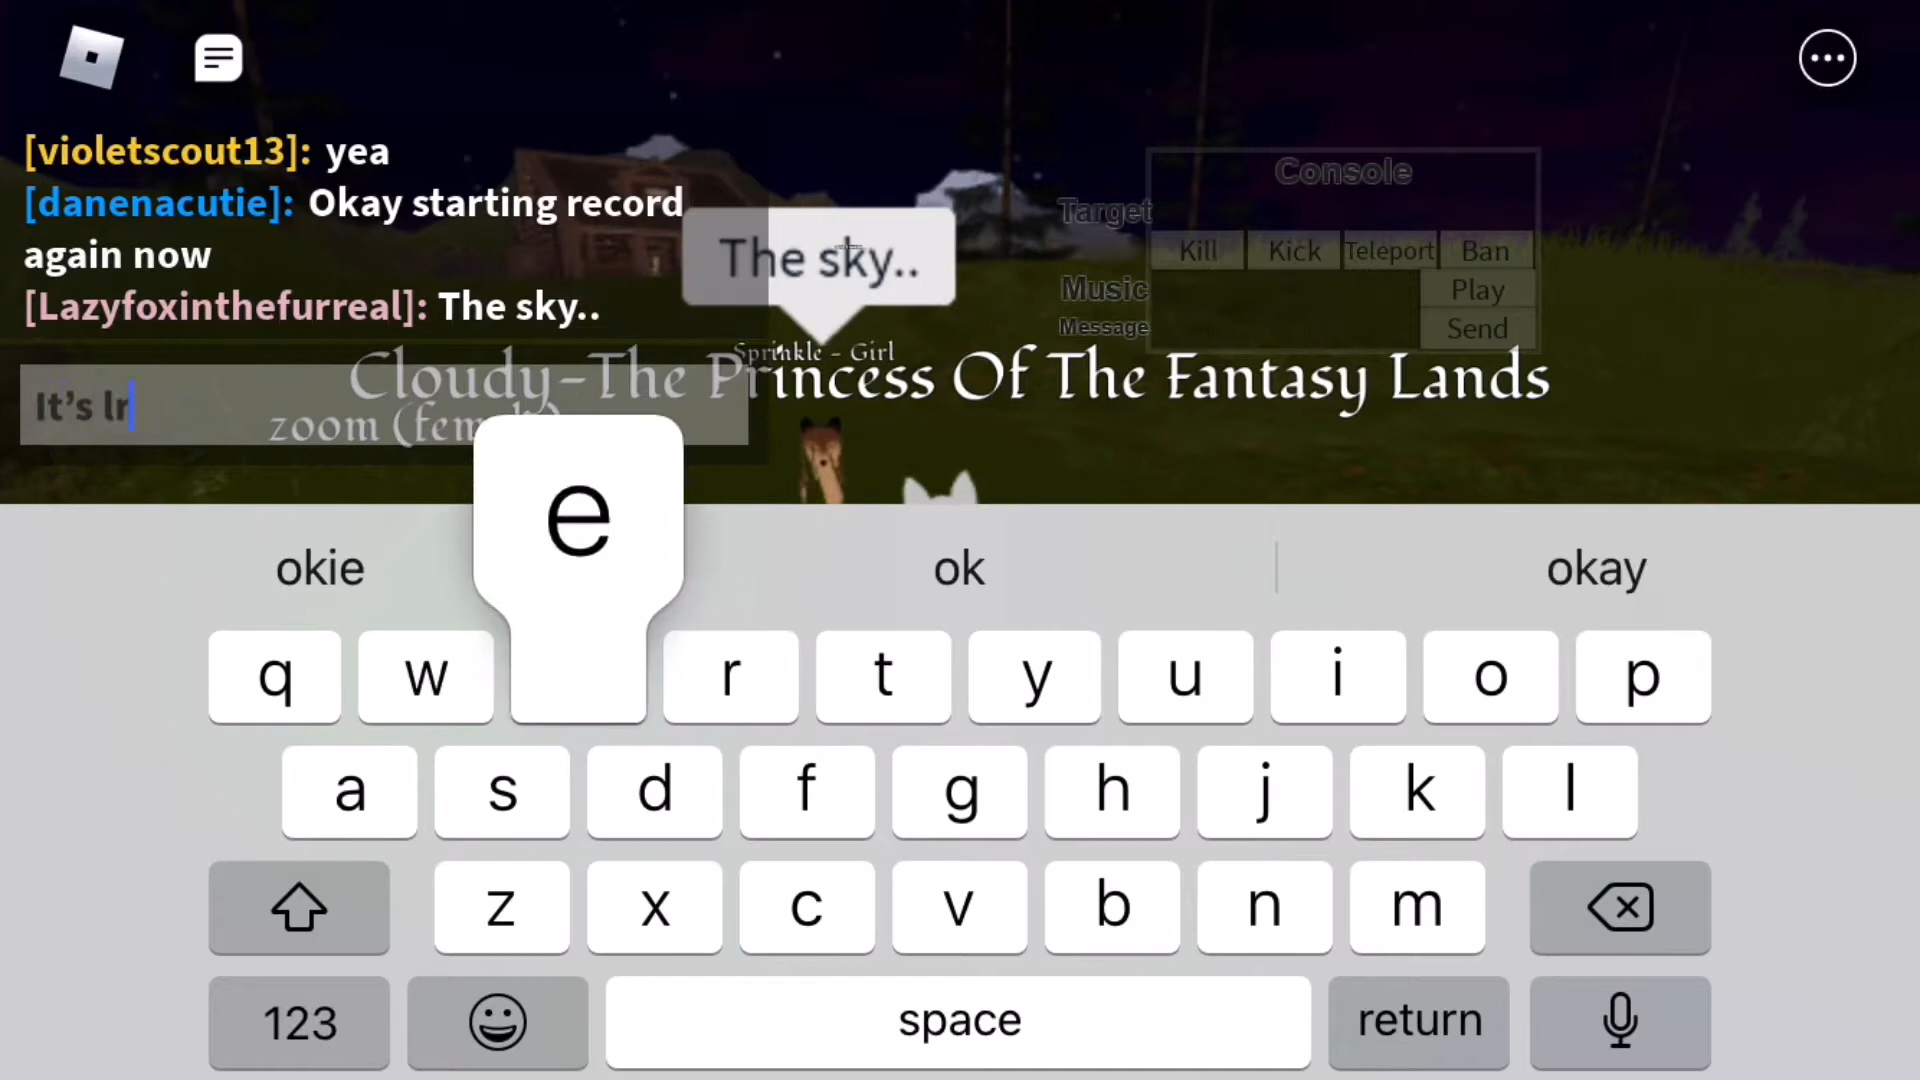 [violetscout13]: yea
[danenacutie]: Okay starting record
again now
[Lazyfoxinthefurreal]: The sky..
The sky..
Console
Target
Kill Kick Teleport Ban
Music
Play
Message
Send
Sprinkle - Girl
Cloudy-The Princess Of The Fantasy Lands
It's lr
zoom (fem
e
okie ok okay
q w r t y u i o p
a s d f g h j k l
z x c v b n m
123 space return